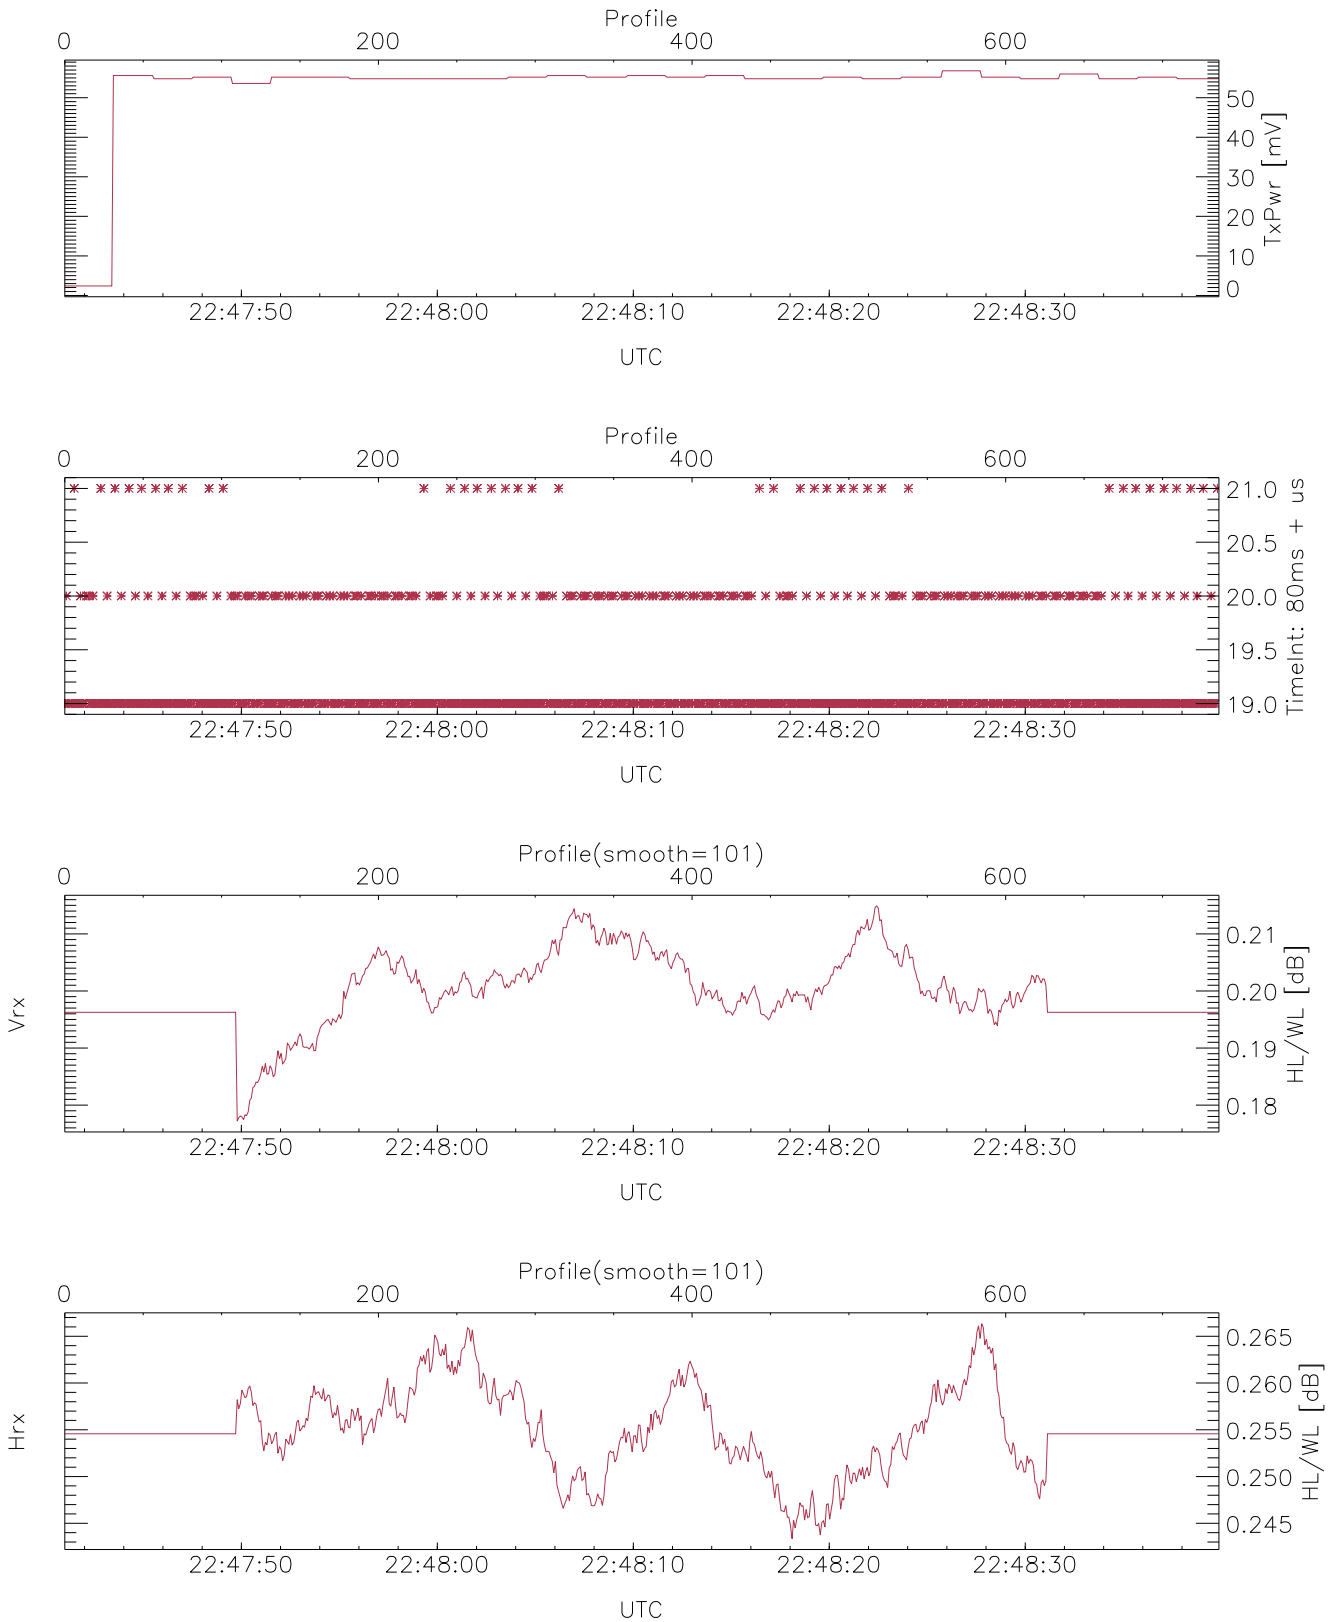 Profile
0 200 400 600
50
40
30
20
10
0
TxPwr [mV]
22:47:50 22:48:00 22:48:10 22:48:20 22:48:30
UTC
Profile
0 200 400 600
21.0
20.5
20.0
19.5
19.0
TimeInt: 80ms + us
22:47:50 22:48:00 22:48:10 22:48:20 22:48:30
UTC
Profile(smooth=101)
0 200 400 600
Vrx
0.21
0.20
0.19
0.18
HL/WL [dB]
22:47:50 22:48:00 22:48:10 22:48:20 22:48:30
UTC
Profile(smooth=101)
0 200 400 600
Hrx
0.265
0.260
0.255
0.250
0.245
HL/WL [dB]
22:47:50 22:48:00 22:48:10 22:48:20 22:48:30
UTC